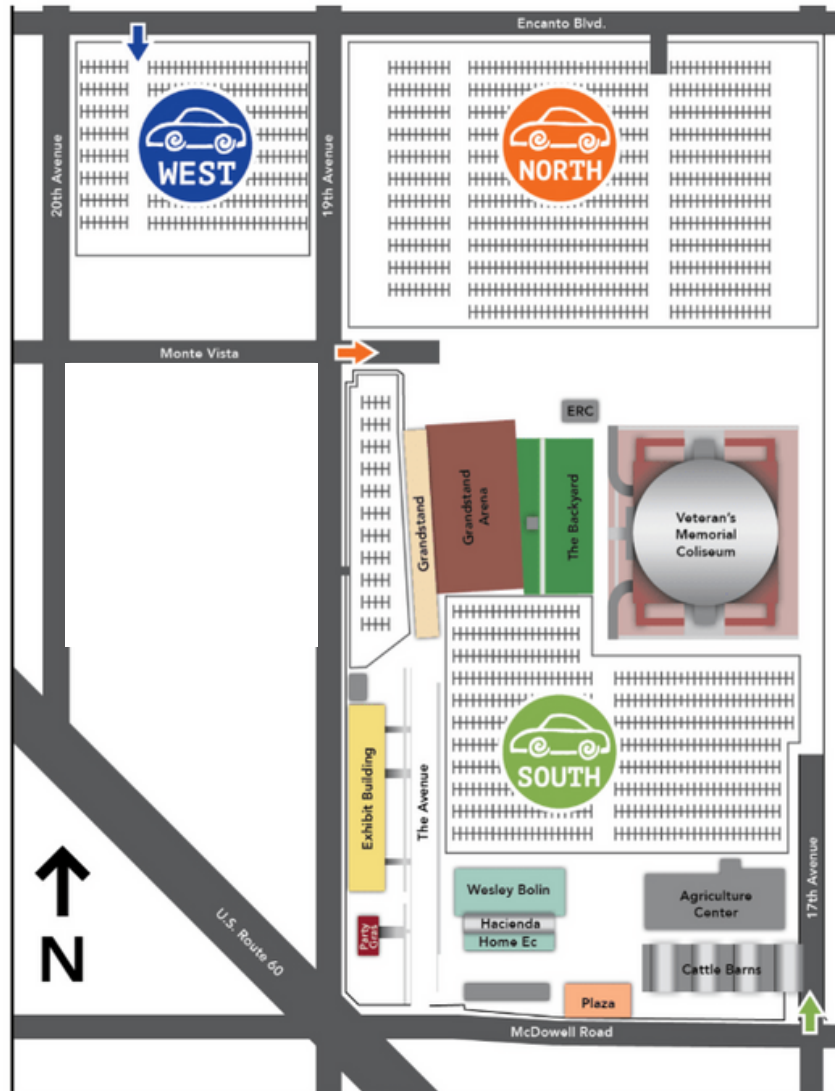 Encanto Blvd.
20th Avenue
WEST
19th Avenue
NORTH
Monte Vista
ERC
Grandstand
Grandstand
Arena
The Backyard
Veteran's
Memorial
Coliseum
SOUTH
Exhibit Building
The Avenue
17th Avenue
Wesley Bolin
Hacienda
Home Ec
Agriculture
Center
Party
Gras
Cattle Barns
Plaza
U.S. Route 60
N
McDowell Road